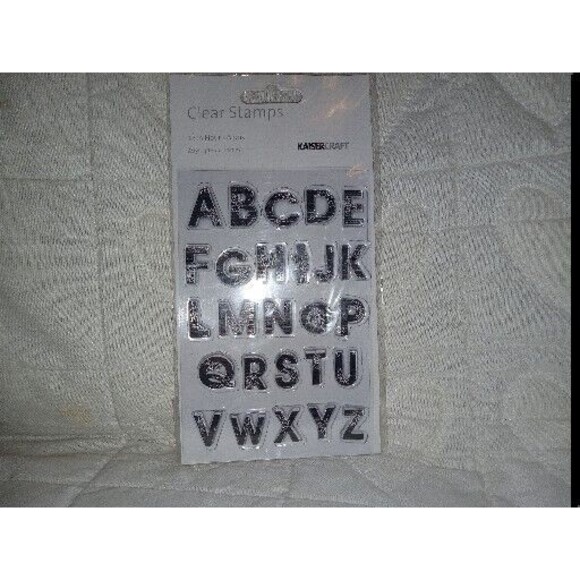 Clear Stamps
KAISERCRAFT
ABCDE
FGHIJK
LMNOP
QRSTU
VWXYZ